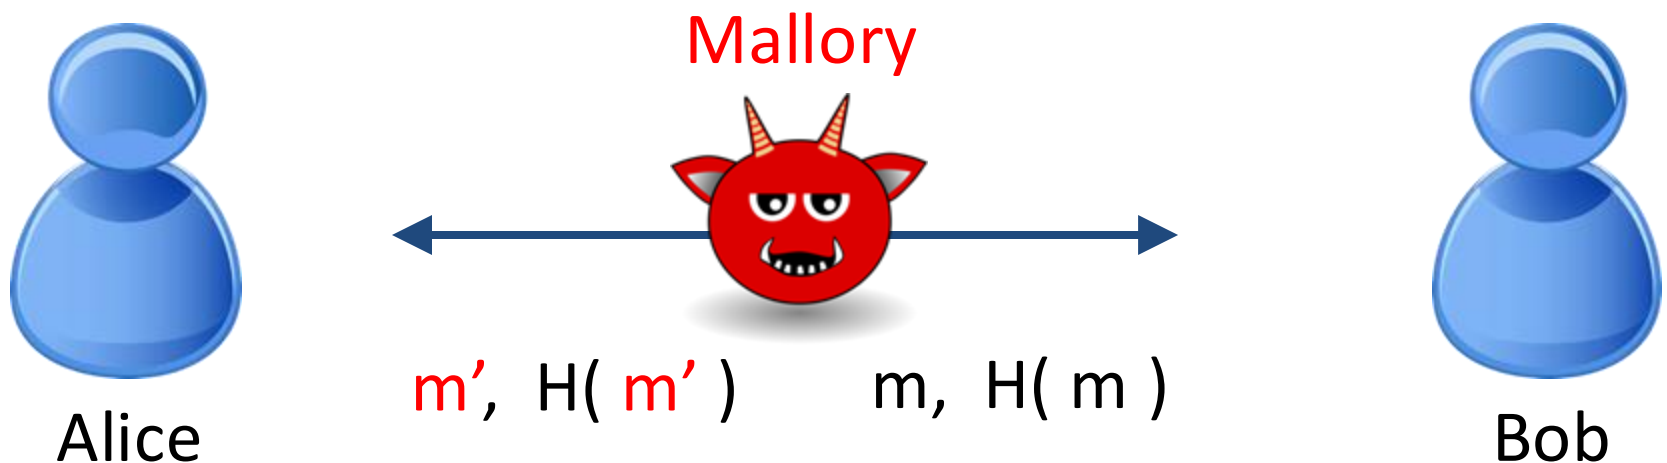 Mallory
m’, H( m’ ) m, H( m )
Alice Bob